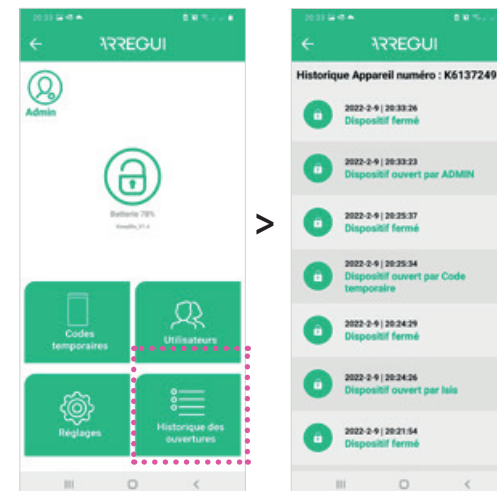 20:33
ARREGUI
Admin
Batterie 78%
Codes
temporaires
Utilisateurs
Réglages
Historique des
ouvertures
>
20:33
ARREGUI
Historique Appareil numéro : K6137249
2022-2-9 | 20:33:26
Dispositif fermé
2022-2-9 | 20:33:23
Dispositif ouvert par ADMIN
2022-2-9 | 20:25:37
Dispositif fermé
2022-2-9 | 20:25:34
Dispositif ouvert par Code
temporaire
2022-2-9 | 20:24:29
Dispositif fermé
2022-2-9 | 20:24:26
Dispositif ouvert par Isis
2022-2-9 | 20:21:54
Dispositif fermé